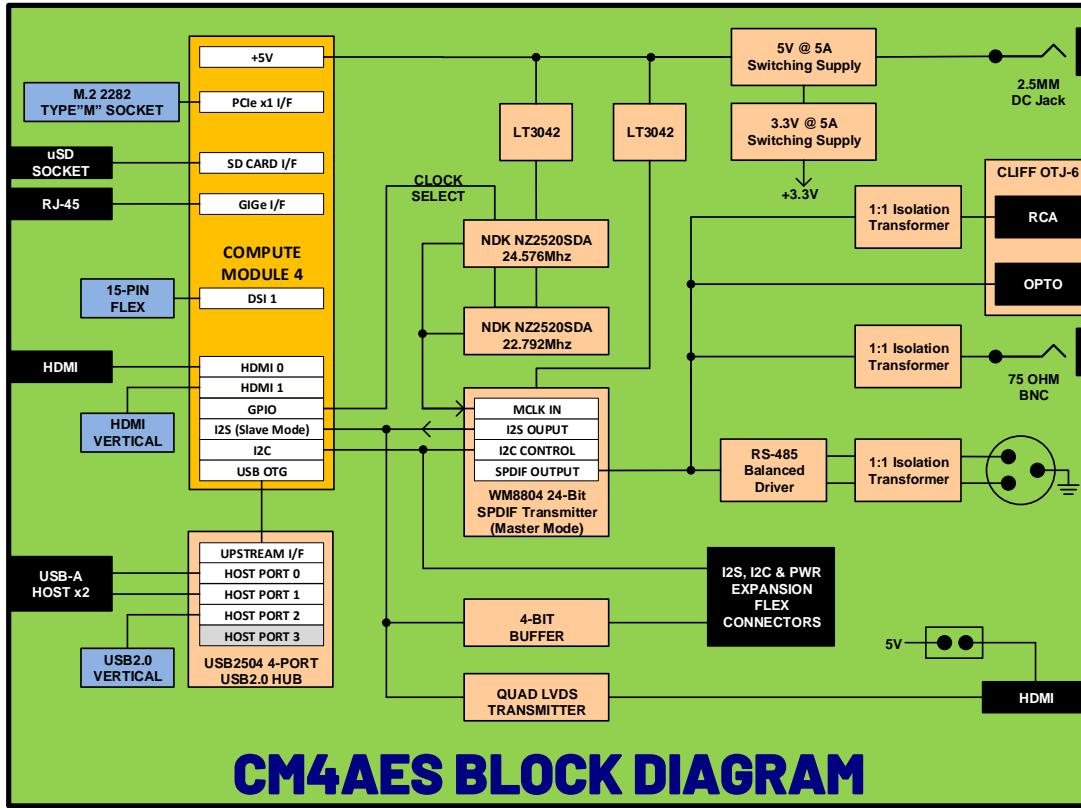 +5V
M.2 2282
TYPE"M" SOCKET
PCIe x1 I/F
uSD
SOCKET
SD CARD I/F
RJ-45
GIGe I/F
COMPUTE
MODULE 4
15-PIN
FLEX
DSI 1
HDMI
HDMI 0
HDMI 1
HDMI
VERTICAL
GPIO
I2S (Slave Mode)
I2C
USB OTG
UPSTREAM I/F
USB-A
HOST x2
HOST PORT 0
HOST PORT 1
HOST PORT 2
HOST PORT 3
USB2.0
VERTICAL
USB2504 4-PORT
USB2.0 HUB
CLOCK
SELECT
LT3042
LT3042
NDK NZ2520SDA
24.576Mhz
NDK NZ2520SDA
22.792Mhz
MCLK IN
I2S OUPUT
I2C CONTROL
SPDIF OUTPUT
WM8804 24-Bit
SPDIF Transmitter
(Master Mode)
4-BIT
BUFFER
QUAD LVDS
TRANSMITTER
5V @ 5A
Switching Supply
2.5MM
DC Jack
3.3V @ 5A
Switching Supply
+3.3V
CLIFF OTJ-6
1:1 Isolation
Transformer
RCA
OPTO
1:1 Isolation
Transformer
75 OHM
BNC
RS-485
Balanced
Driver
1:1 Isolation
Transformer
I2S, I2C & PWR
EXPANSION
FLEX
CONNECTORS
5V
HDMI
CM4AES BLOCK DIAGRAM